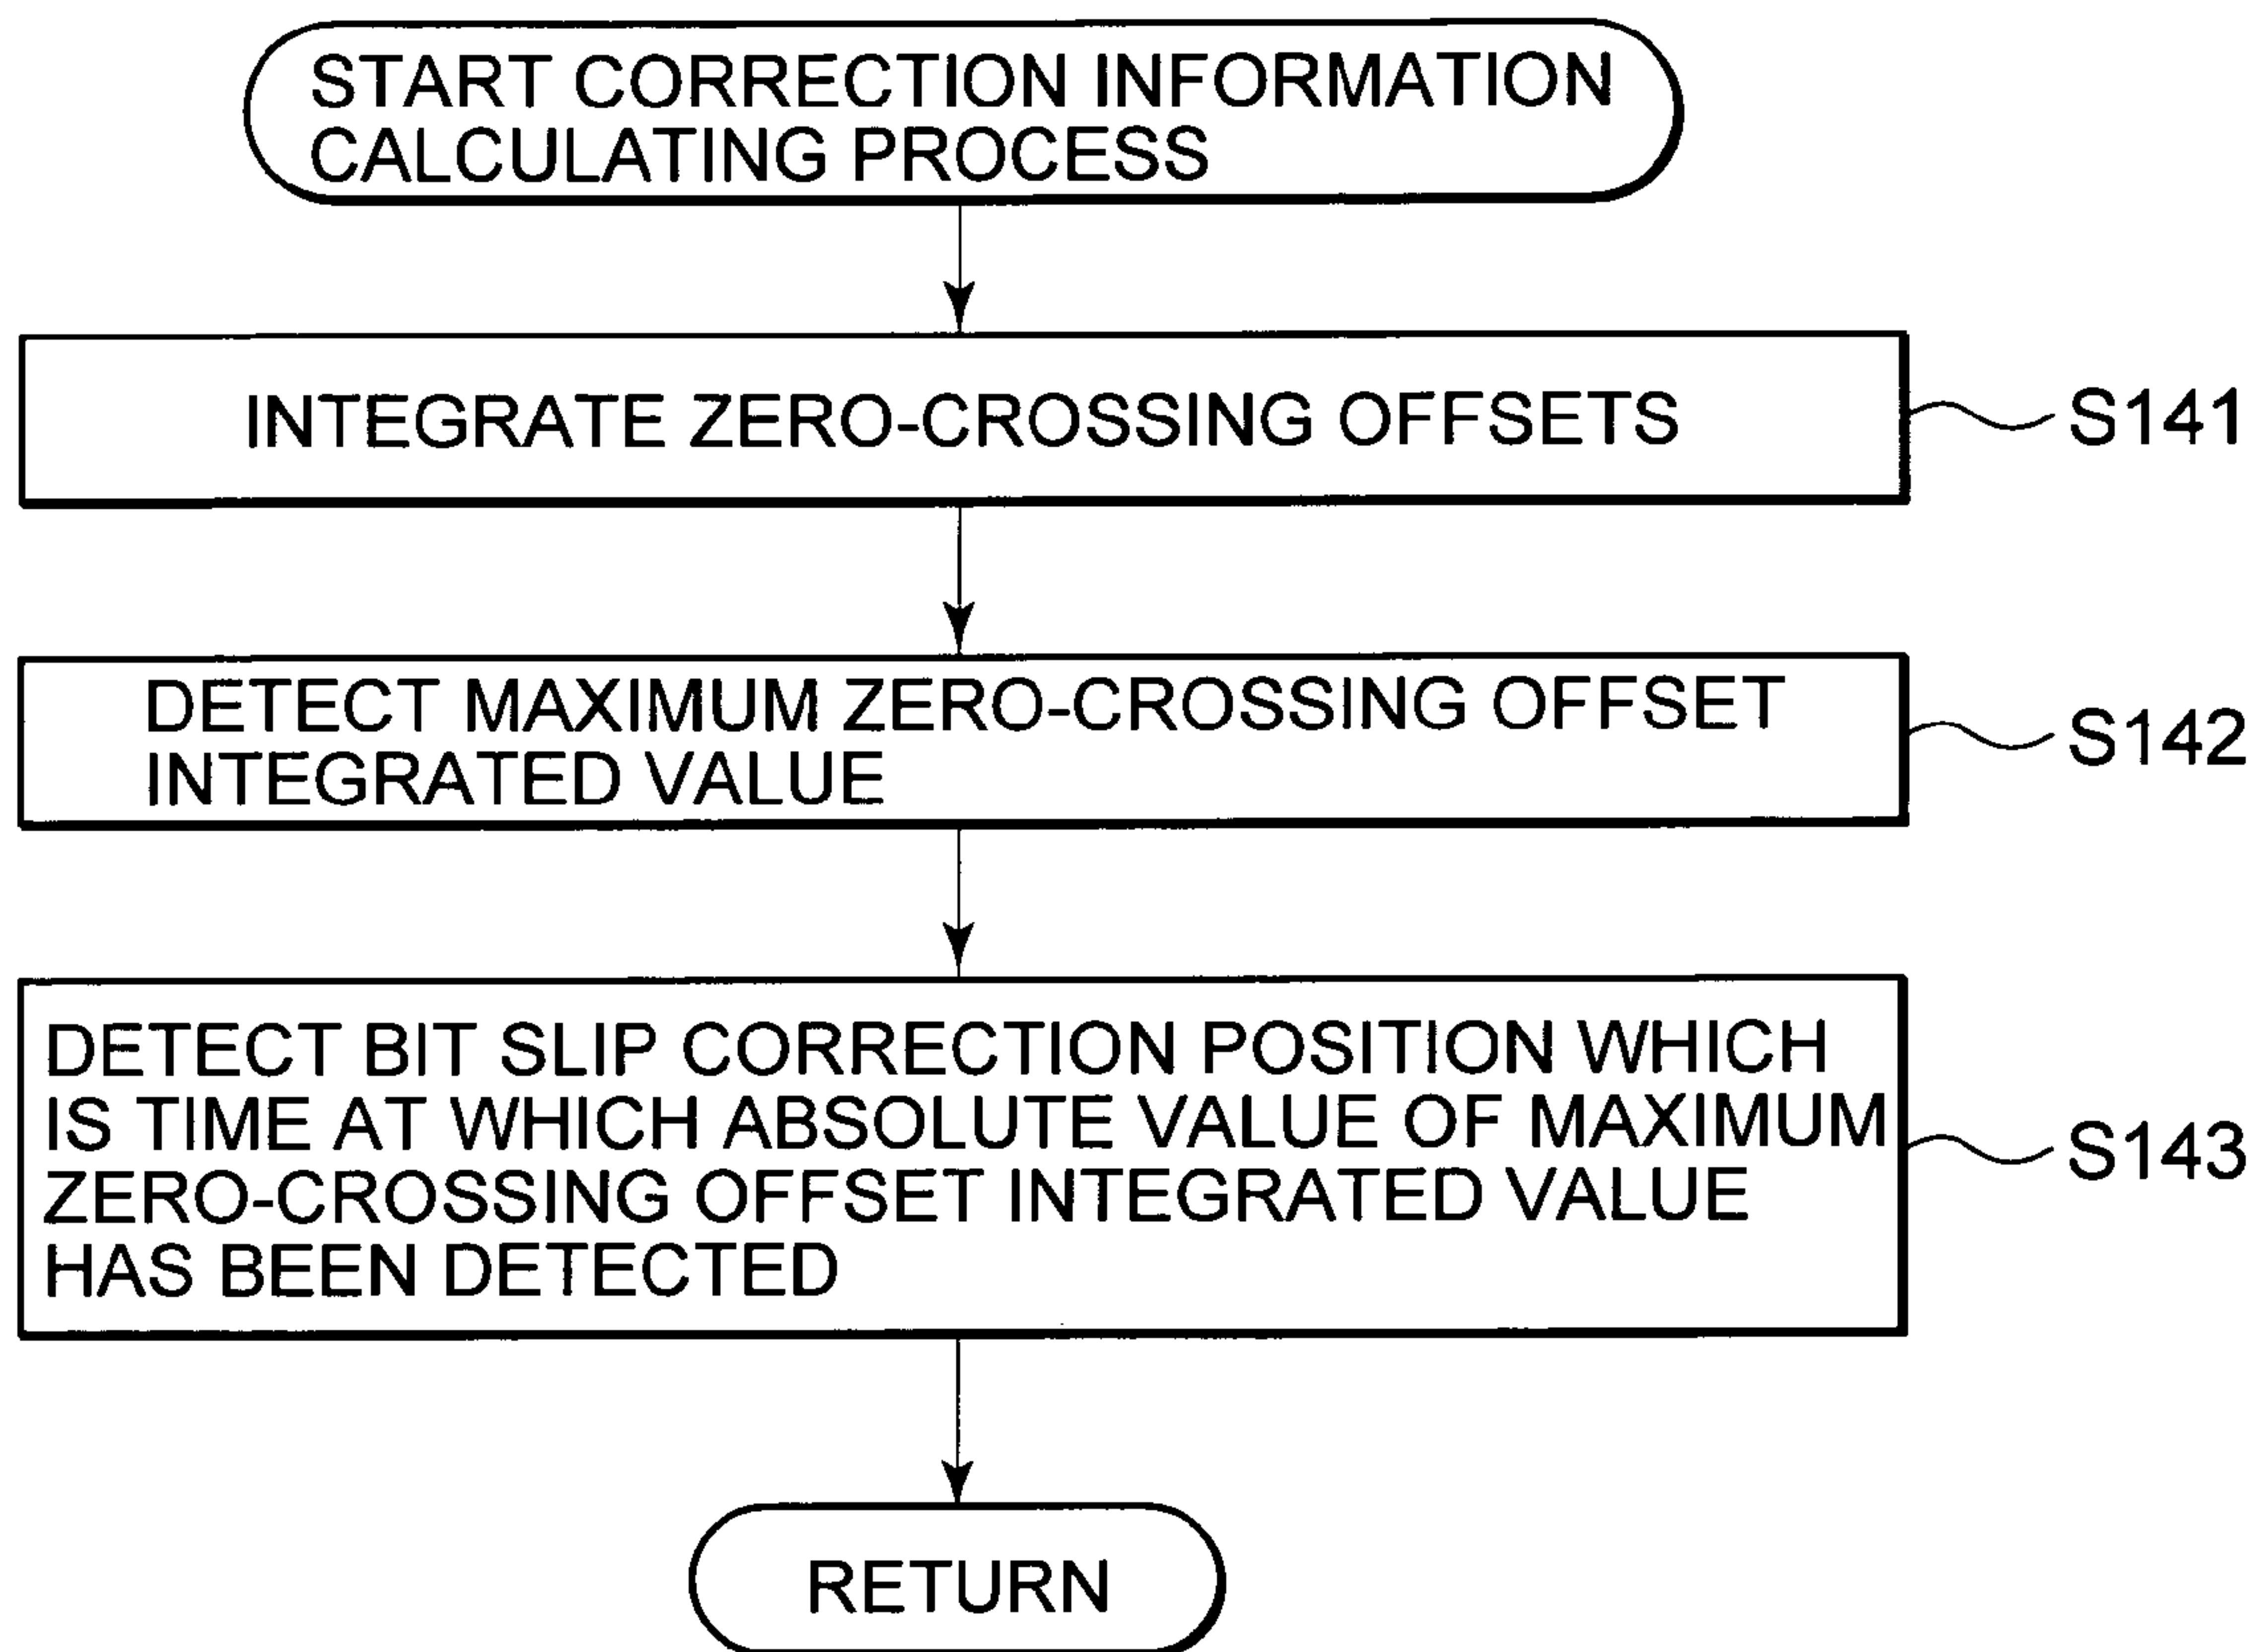 START CORRECTION INFORMATION
CALCULATING PROCESS
INTEGRATE ZERO-CROSSING OFFSETS
S141
DETECT MAXIMUM ZERO-CROSSING OFFSET
INTEGRATED VALUE
S142
DETECT BIT SLIP CORRECTION POSITION WHICH
IS TIME AT WHICH ABSOLUTE VALUE OF MAXIMUM
ZERO-CROSSING OFFSET INTEGRATED VALUE
HAS BEEN DETECTED
S143
RETURN